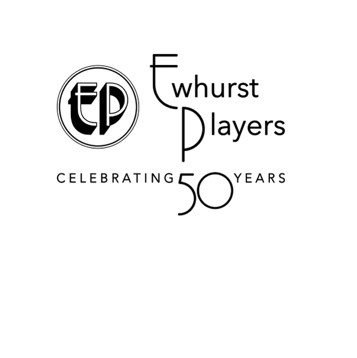 EP
Ewhurst
Players
CELEBRATING 50 YEARS